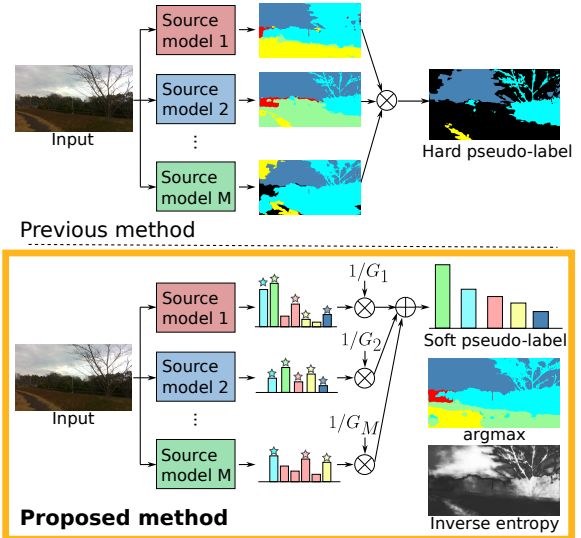 Source
model 1
Source
model 2
⋮
Source
model M
Input
⊗
Hard pseudo-label
Previous method
Source
model 1
1/G₁
⊗
⊕
Soft pseudo-label
Source
model 2
1/G₂
⊗
⋮
Input
Source
model M
1/G_M
⊗
argmax
Inverse entropy
Proposed method